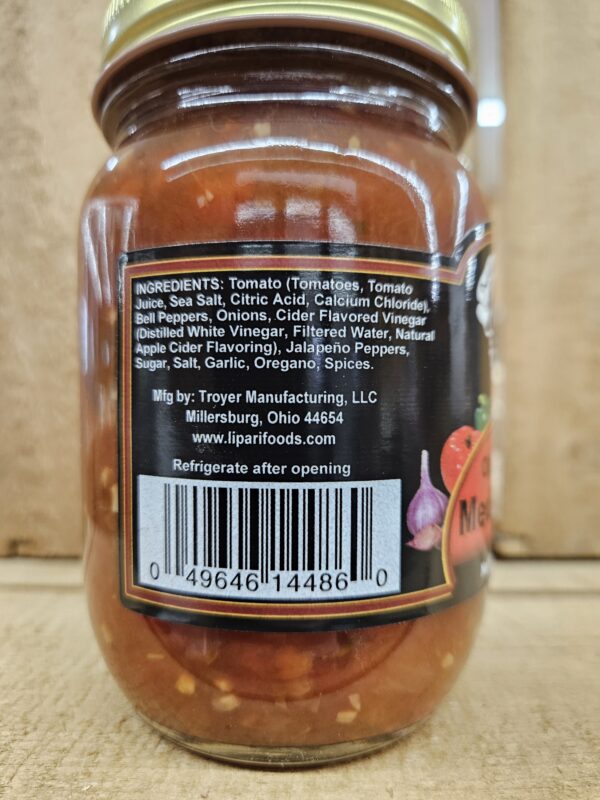 INGREDIENTS: Tomato (Tomatoes, Tomato
Juice, Sea Salt, Citric Acid, Calcium Chloride),
Bell Peppers, Onions, Cider Flavored Vinegar
(Distilled White Vinegar, Filtered Water, Natural
Apple Cider Flavoring), Jalapeño Peppers,
Sugar, Salt, Garlic, Oregano, Spices.
Mfg by: Troyer Manufacturing, LLC
Millersburg, Ohio 44654
www.liparifoods.com
Refrigerate after opening
0 49646 14486 0